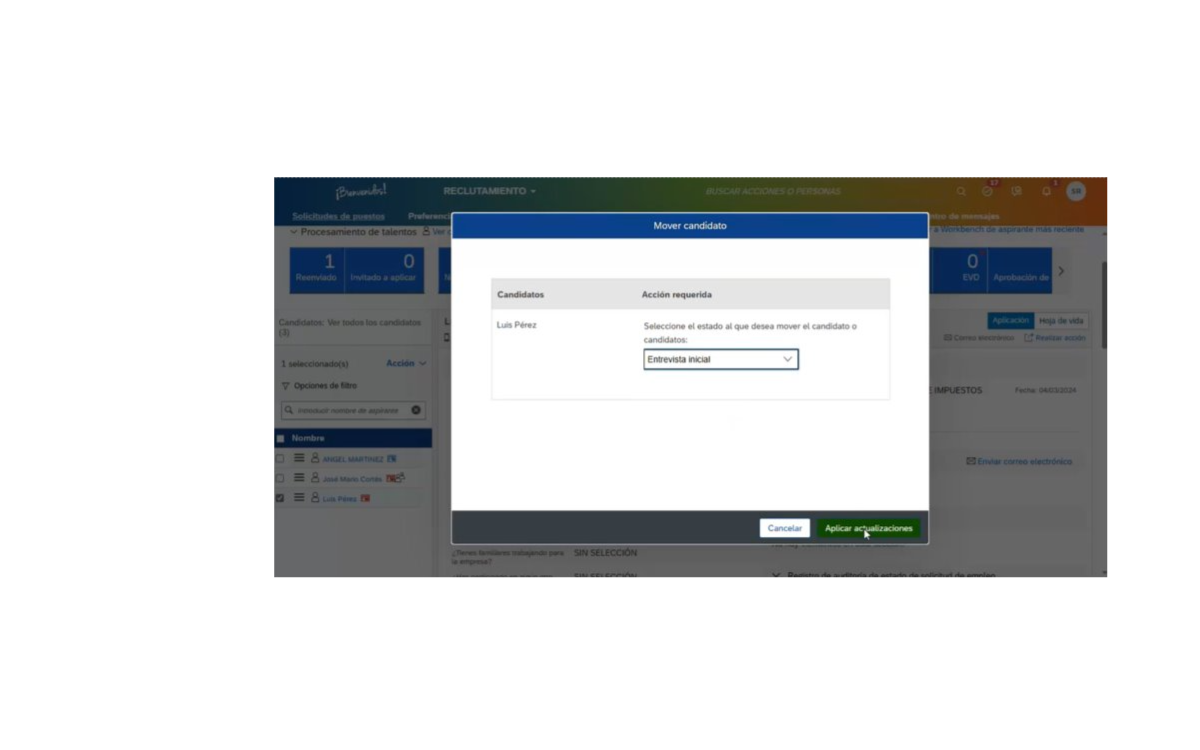 ¡Bienvenidos!
RECLUTAMIENTO
BUSCAR ACCIONES O PERSONAS
17
1
Solicitudes de puestos
Preferenci
de mensajes
Procesamiento de talentos
Ver
a Workbench de aspirante más reciente
1
Reenviado
0
Invitado a aplicar
0
EVD
Aprobación de
Mover candidato
Candidatos
Acción requerida
Luis Pérez
Seleccione el estado al que desea mover el candidato o
candidatos:
Entrevista inicial
Cancelar
Aplicar actualizaciones
Candidatos: Ver todos los candidatos
(3)
1 seleccionado(s)
Acción
Opciones de filtro
Introducir nombre de aspirante
Nombre
ANGEL MARTINEZ
José Mario Cortés
Luis Pérez
Aplicación
Hoja de vida
Correo electrónico
Realizar acción
IMPUESTOS
Fecha: 04/03/2024
Enviar correo electrónico
¿Tienes familiares trabajando para
la empresa?
SIN SELECCIÓN
SIN SELECCIÓN
Registro de auditoría de estado de solicitud de empleo